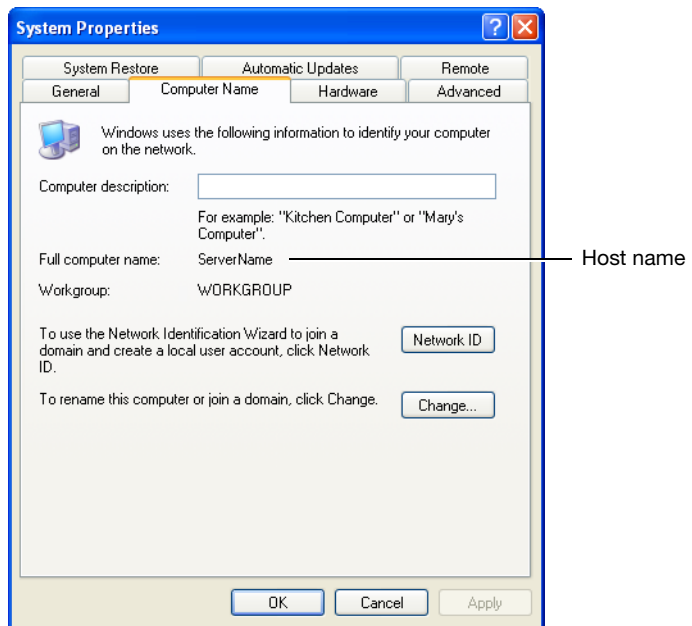 System Properties
System Restore Automatic Updates Remote
General Computer Name Hardware Advanced
Windows uses the following information to identify your computer
on the network.
Computer description:
For example: "Kitchen Computer" or "Mary's
Computer".
Full computer name: ServerName
Host name
Workgroup: WORKGROUP
To use the Network Identification Wizard to join a
domain and create a local user account, click Network
ID.
Network ID
To rename this computer or join a domain, click Change.
Change...
OK Cancel Apply